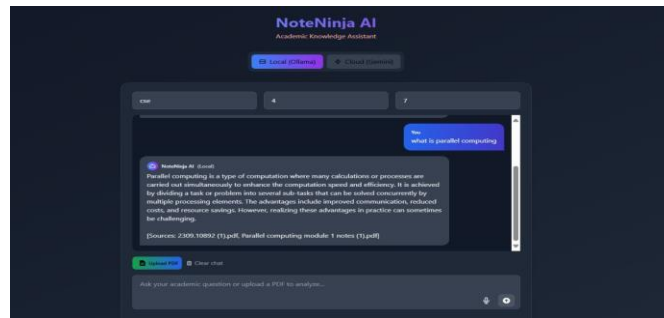 NoteNinja AI
Academic Knowledge Assistant
Local (Ollama)
Cloud (Gemini)
cse
4
7
You
what is parallel computing
NoteNinja AI (Local)
Parallel computing is a type of computation where many calculations or processes are
carried out simultaneously to enhance the computation speed and efficiency. It is achieved
by dividing a task or problem into several sub-tasks that can be solved concurrently by
multiple processing elements. The advantages include improved communication, reduced
costs, and resource savings. However, realizing these advantages in practice can sometimes
be challenging.
[Sources: 2309.10892 (1).pdf, Parallel computing module 1 notes (1).pdf]
Upload PDF
Clear chat
Ask your academic question or upload a PDF to analyze...